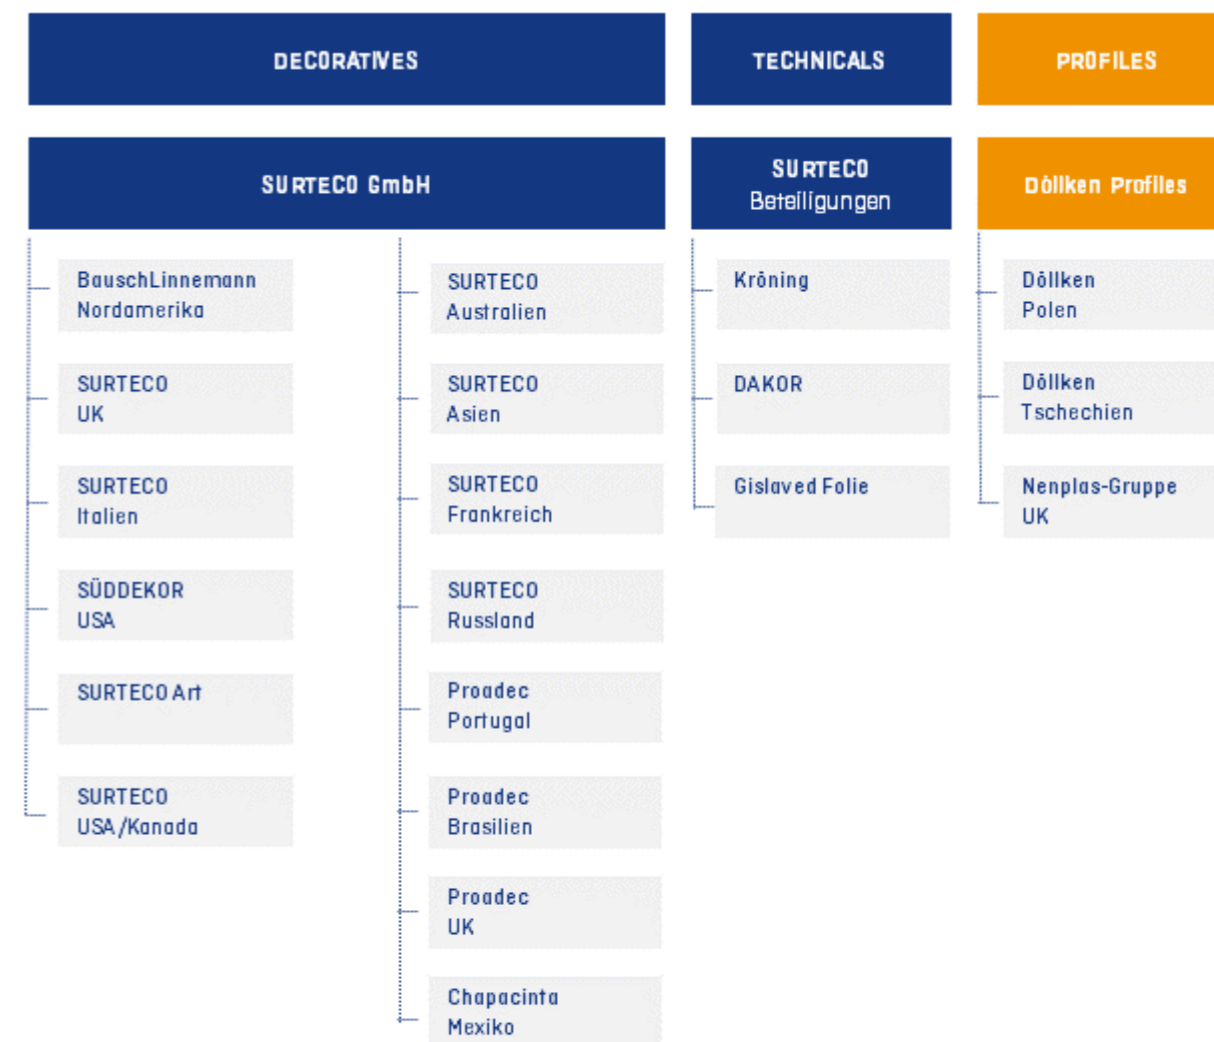 DECORATIVES
TECHNICALS
PROFILES
SURTECO GmbH
SURTECO
Beteiligungen
Döllken Profiles
BauschLinnemann
Nordamerika
SURTECO
UK
SURTECO
Italien
SÜDDEKOR
USA
SURTECO Art
SURTECO
USA/Kanada
SURTECO
Australien
SURTECO
Asien
SURTECO
Frankreich
SURTECO
Russland
Proadec
Portugal
Proadec
Brasilien
Proadec
UK
Chapacinta
Mexiko
Kröning
DAKOR
Gislaved Folie
Döllken
Polen
Döllken
Tschechien
Nenplas-Gruppe
UK